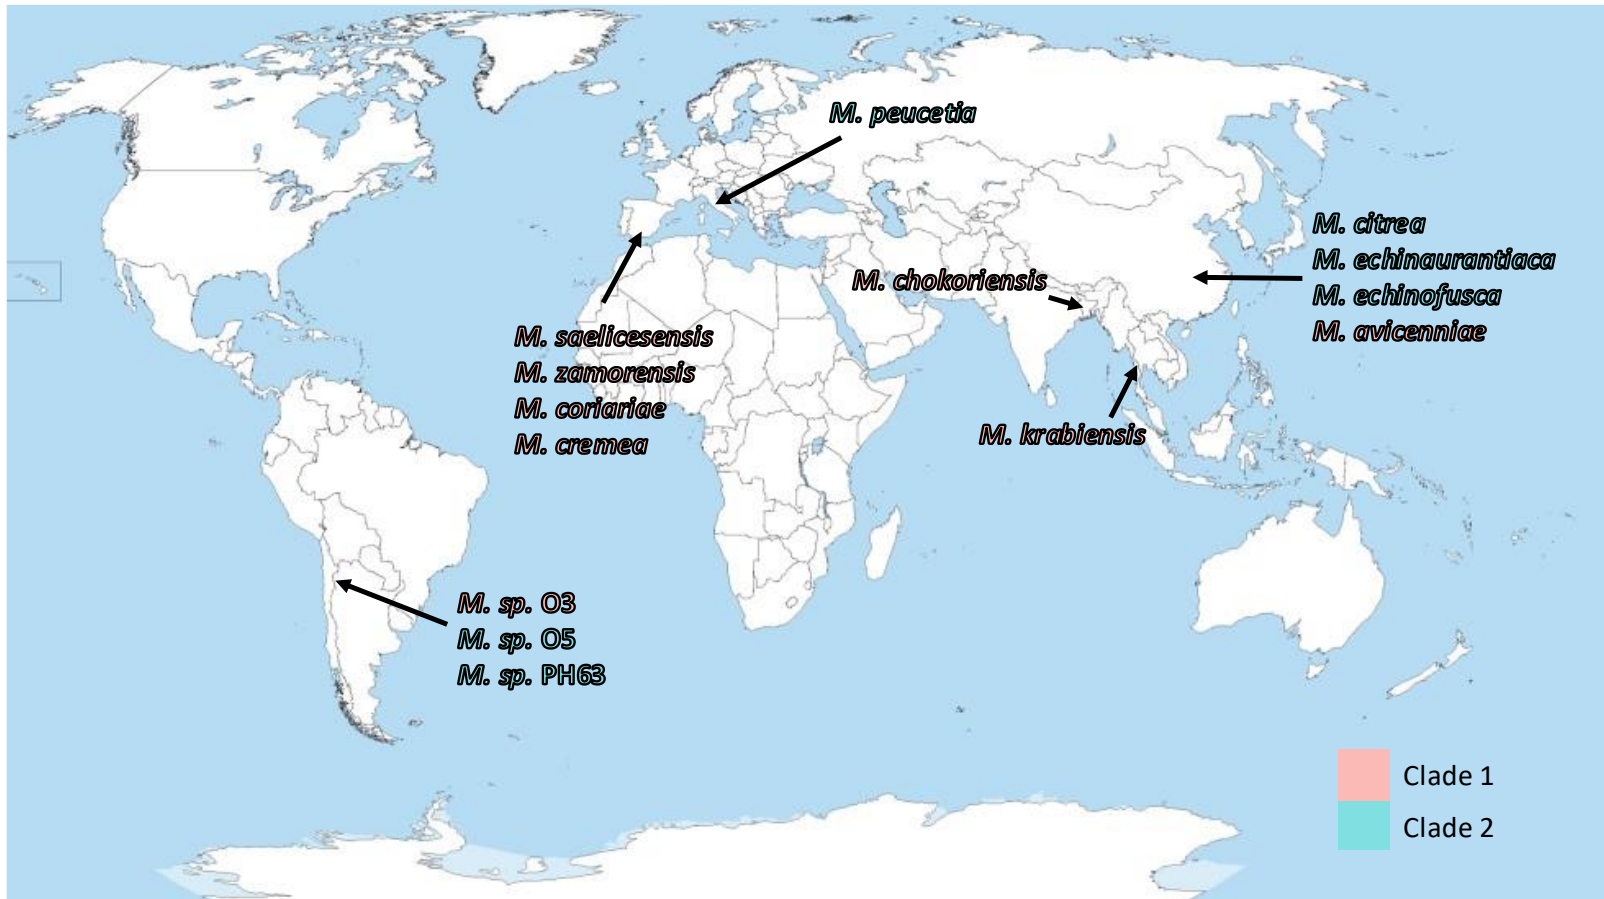 M. peucetia
M. citrea
M. echinaurantiaca
M. echinofusca
M. avicenniae
M. chokoriensis
M. saelicesensis
M. zamorensis
M. coriariae
M. cremea
M. krabiensis
M. sp. O3
M. sp. O5
M. sp. PH63
Clade 1
Clade 2